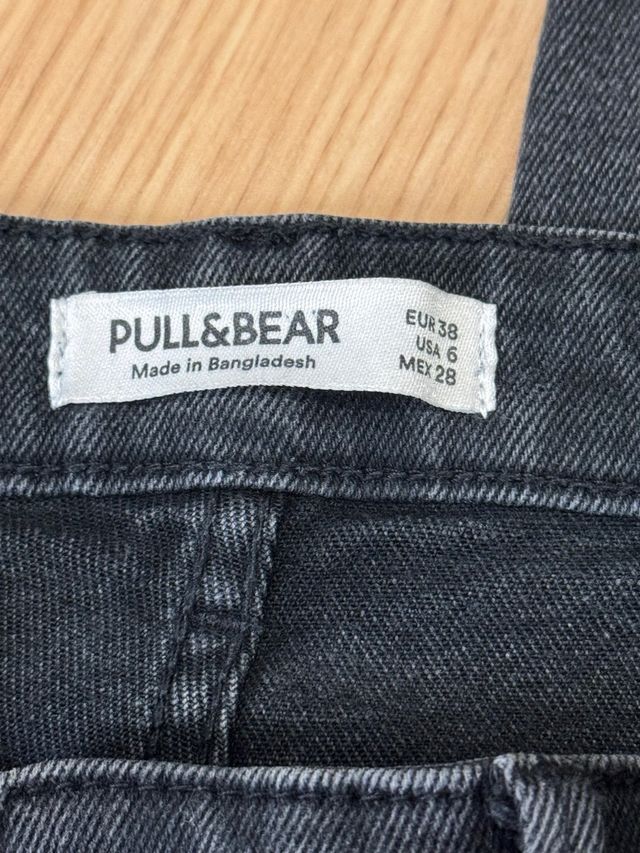 PULL&BEAR
Made in Bangladesh
EUR 38
USA 6
MEX 28